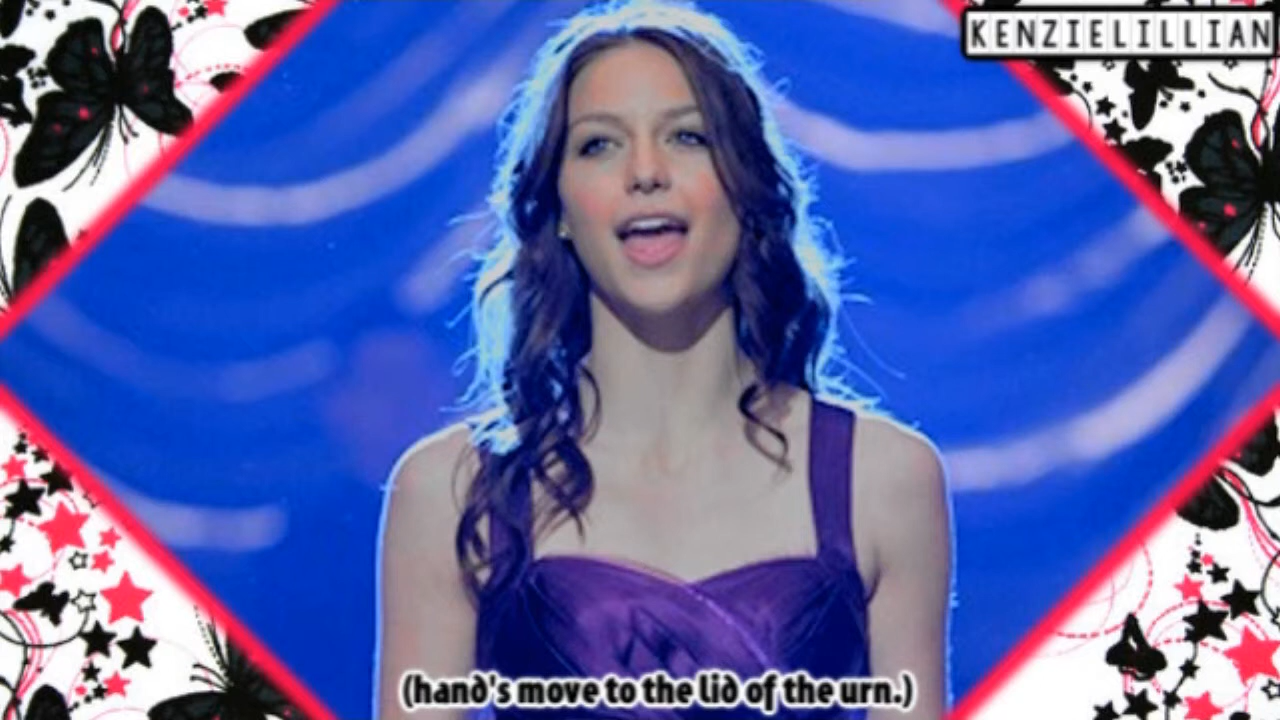 KENZIELILLIAN
(hand's move to the lid of the urn.)